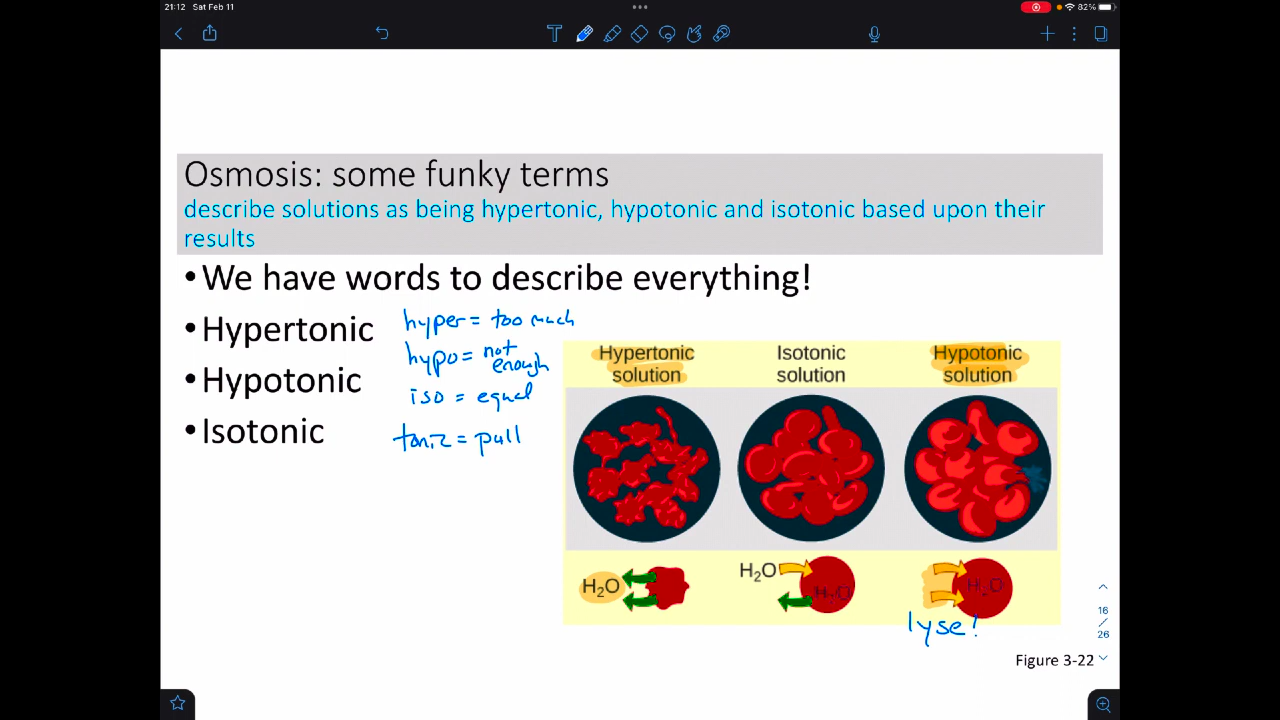 21:12 Sat Feb 11
82%
Osmosis: some funky terms
describe solutions as being hypertonic, hypotonic and isotonic based upon their
results
•We have words to describe everything!
•Hypertonic
•Hypotonic
•Isotonic
hyper = too much
hypo = not
enough
iso = equal
tonic = pull
Hypertonic
solution
Isotonic
solution
Hypotonic
solution
H₂O
H₂O
H₂O
H₂O
lyse!
Figure 3-22
16
/
26